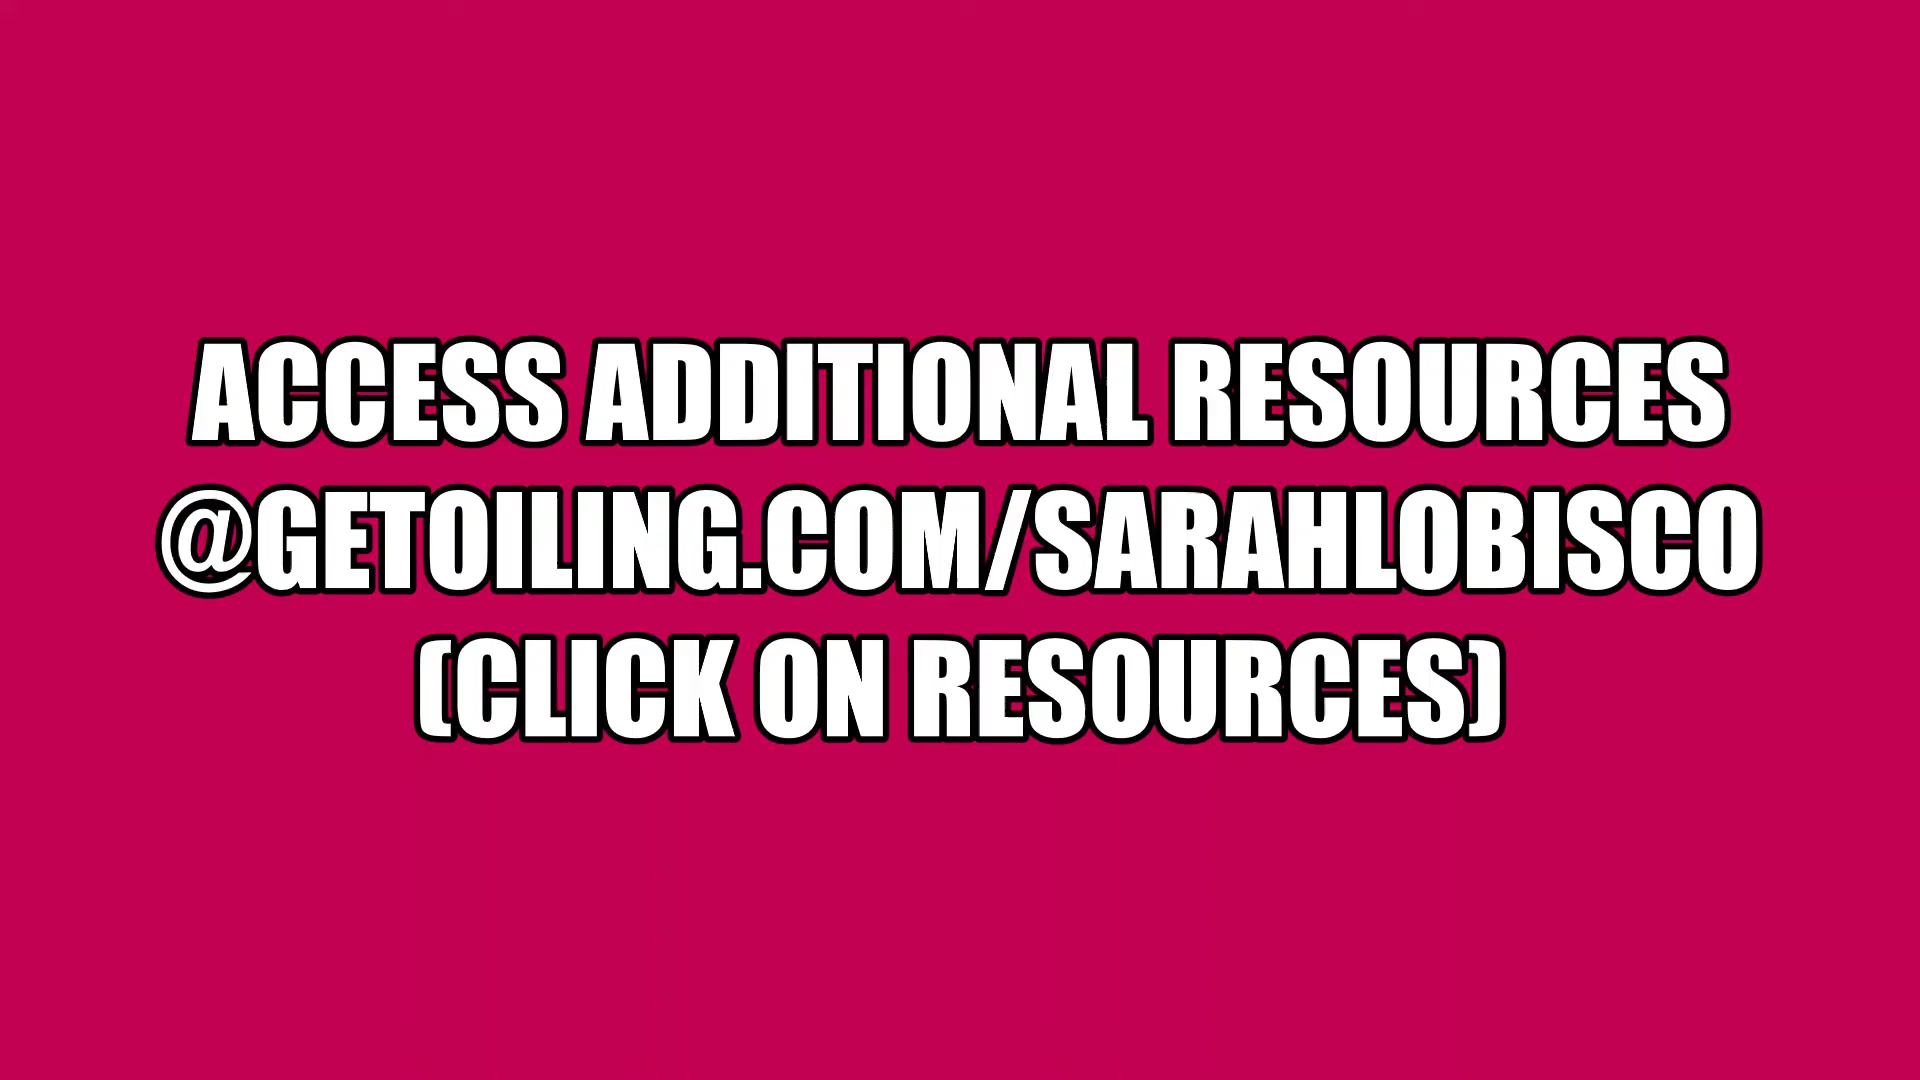 ACCESS ADDITIONAL RESOURCES
@GETOILING.COM/SARAHLOBISCO
(CLICK ON RESOURCES)